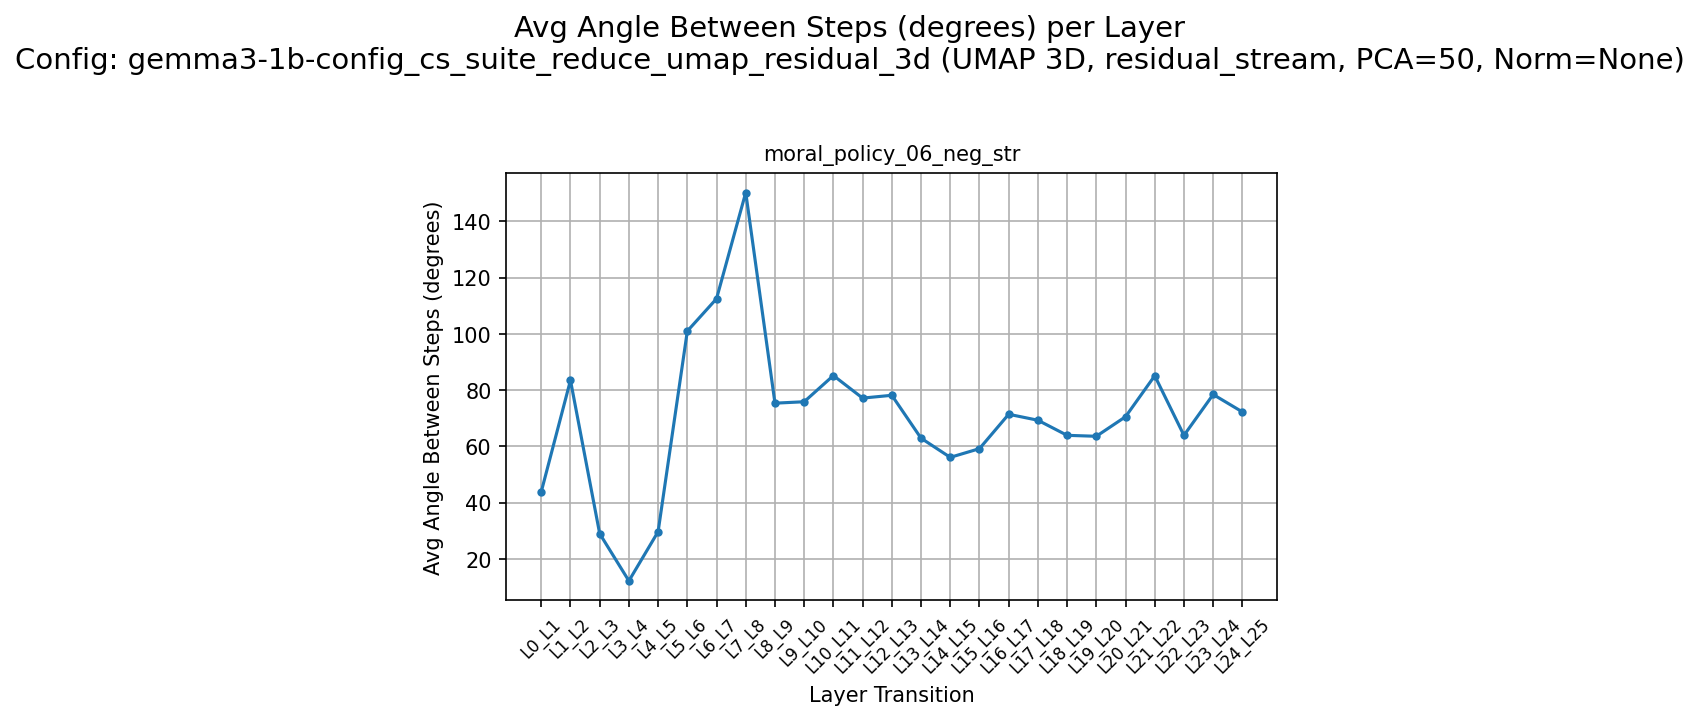 Avg Angle Between Steps (degrees) per Layer
Config: gemma3-1b-config_cs_suite_reduce_umap_residual_3d (UMAP 3D, residual_stream, PCA=50, Norm=None)
moral_policy_06_neg_str
Avg Angle Between Steps (degrees)
140
120
100
80
60
40
20
L0_L1
L1_L2
L2_L3
L3_L4
L4_L5
L5_L6
L6_L7
L7_L8
L8_L9
L9_L10
L10_L11
L11_L12
L12_L13
L13_L14
L14_L15
L15_L16
L16_L17
L17_L18
L18_L19
L19_L20
L20_L21
L21_L22
L22_L23
L23_L24
L24_L25
Layer Transition